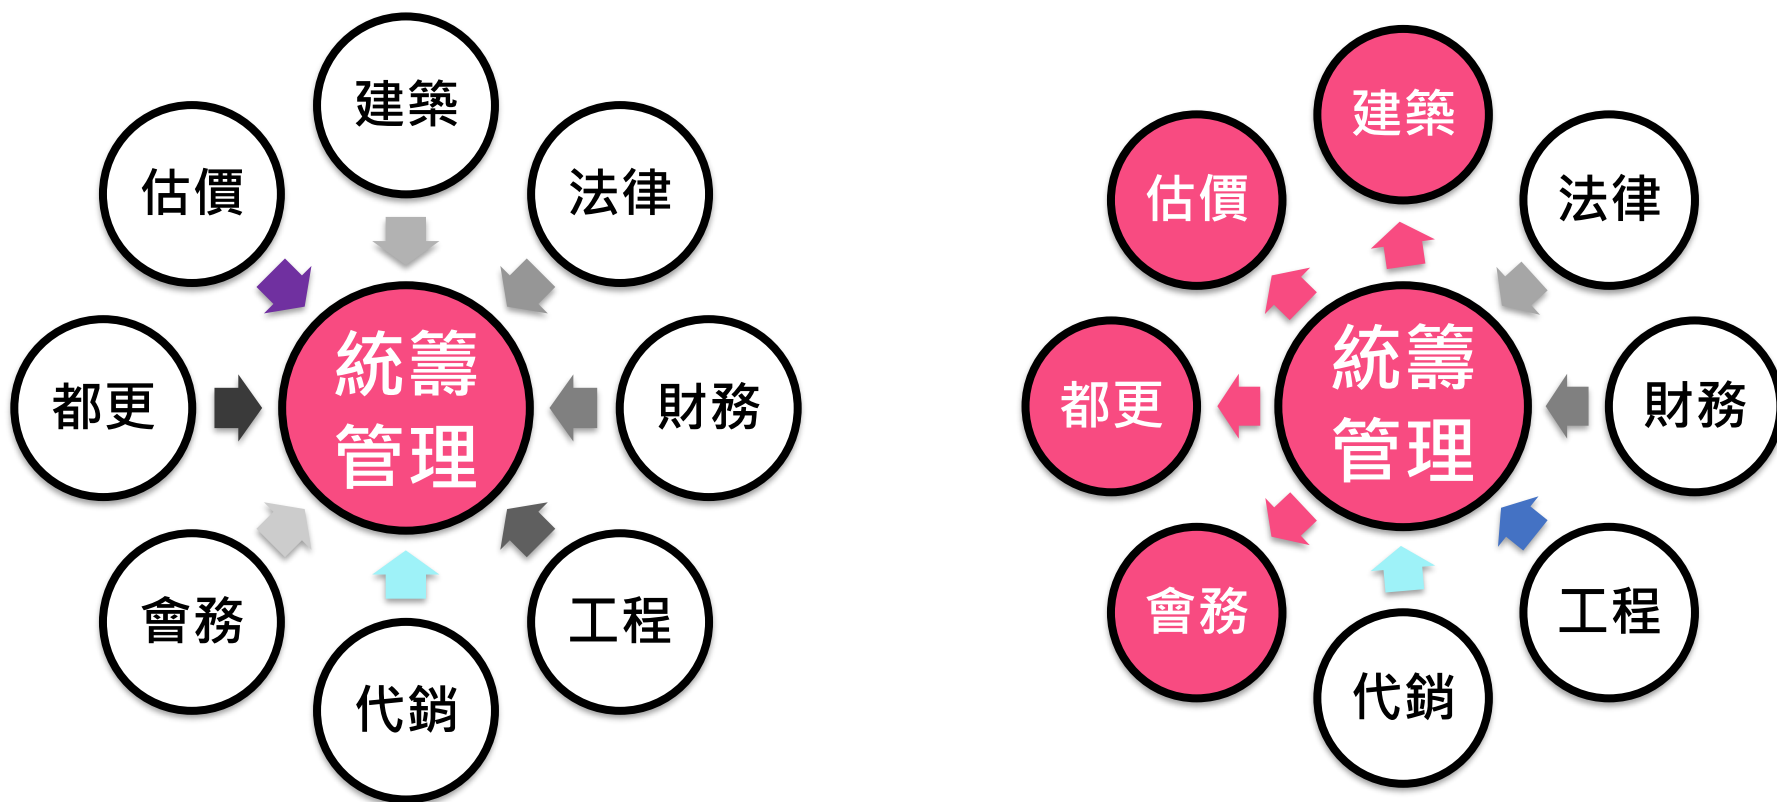 建築
估價
法律
都更
統籌
管理
財務
會務
工程
代銷
建築
估價
法律
都更
統籌
管理
財務
會務
工程
代銷